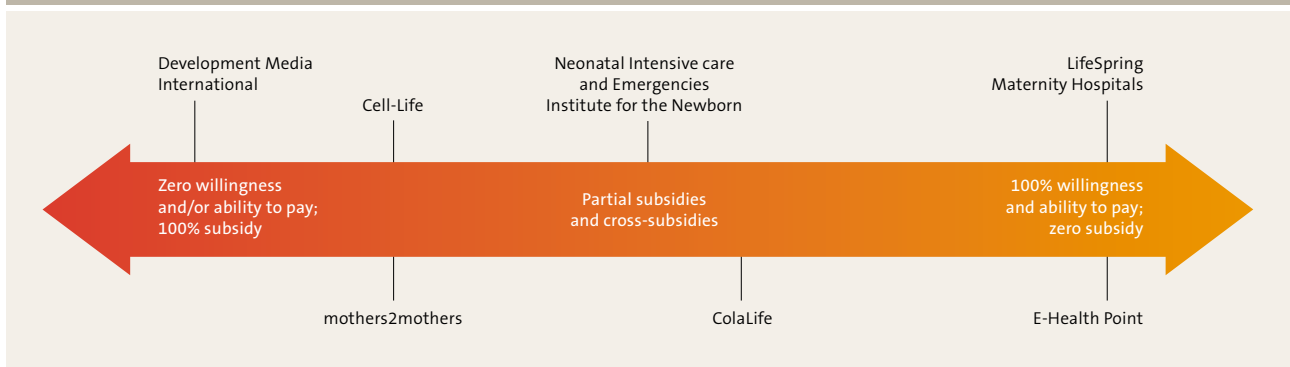 Development Media
International
Cell-Life
Neonatal Intensive care
and Emergencies
Institute for the Newborn
LifeSpring
Maternity Hospitals
Zero willingness
and/or ability to pay;
100% subsidy
Partial subsidies
and cross-subsidies
100% willingness
and ability to pay;
zero subsidy
mothers2mothers
ColaLife
E-Health Point